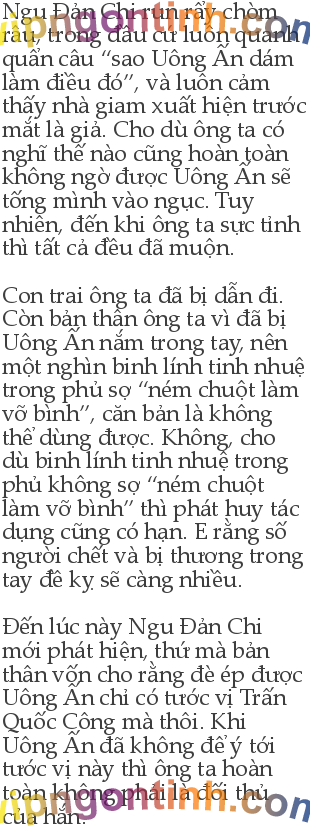 Ngu Đản Chi run rẩy chòm
râu, trong đầu cứ luôn quanh
quẩn câu “sao Uông Ấn dám
làm điều đó”, và luôn cảm
thấy nhà giam xuất hiện trước
mắt là giả. Cho dù ông ta có
nghĩ thế nào cũng hoàn toàn
không ngờ được Uông Ấn sẽ
tống mình vào ngục. Tuy
nhiên, đến khi ông ta sực tỉnh
thì tất cả đều đã muộn.
Con trai ông ta đã bị dẫn đi.
Còn bản thân ông ta vì đã bị
Uông Ấn nắm trong tay, nên
một nghìn binh lính tinh nhuệ
trong phủ sợ “ném chuột làm
vỡ bình”, căn bản là không
thể dùng được. Không, cho
dù binh lính tinh nhuệ trong
phủ không sợ “ném chuột
làm vỡ bình” thì phát huy tác
dụng cũng có hạn. E rằng số
người chết và bị thương trong
tay đề kỵ sẽ càng nhiều.
Đến lúc này Ngu Đản Chi
mới phát hiện, thứ mà bản
thân vốn cho rằng đè ép được
Uông Ấn chỉ có tước vị Trấn
Quốc Công mà thôi. Khi
Uông Ấn đã không để ý tới
tước vị này thì ông ta hoàn
toàn không phải là đối thủ
của hắn.
vipngontinh.com